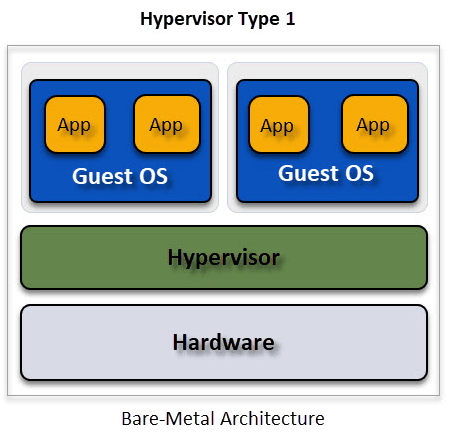 Hypervisor Type 1
App App App App
Guest OS Guest OS
Hypervisor
Hardware
Bare-Metal Architecture